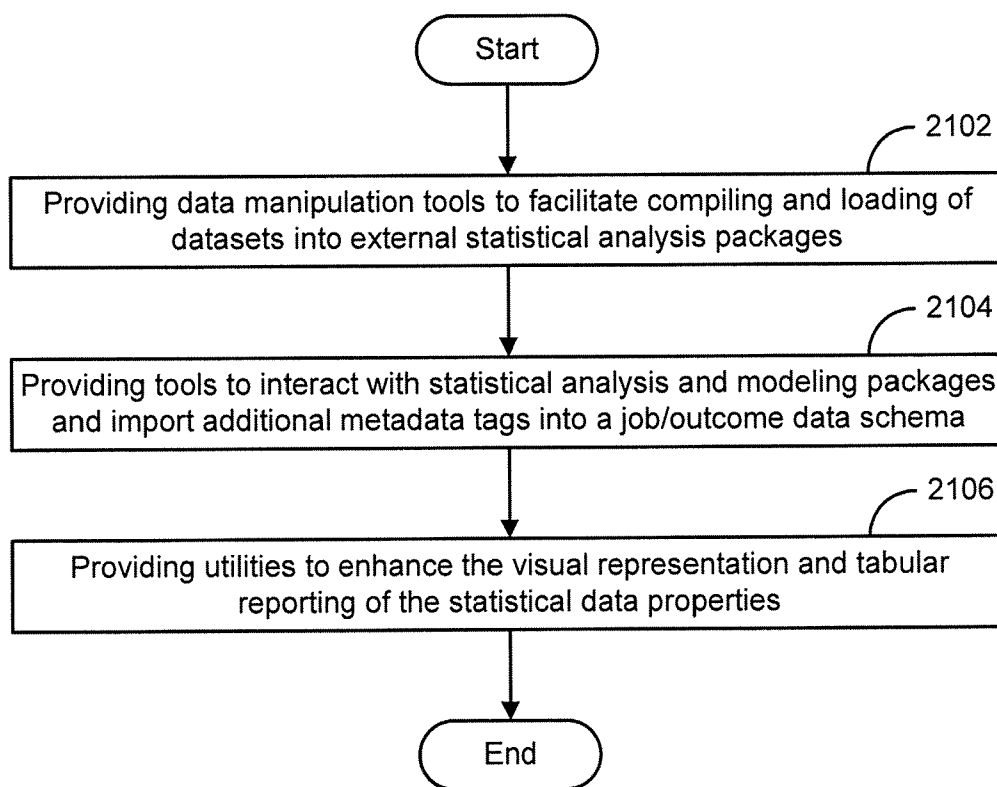 Start
2102
Providing data manipulation tools to facilitate compiling and loading of
datasets into external statistical analysis packages
2104
Providing tools to interact with statistical analysis and modeling packages
and import additional metadata tags into a job/outcome data schema
2106
Providing utilities to enhance the visual representation and tabular
reporting of the statistical data properties
End